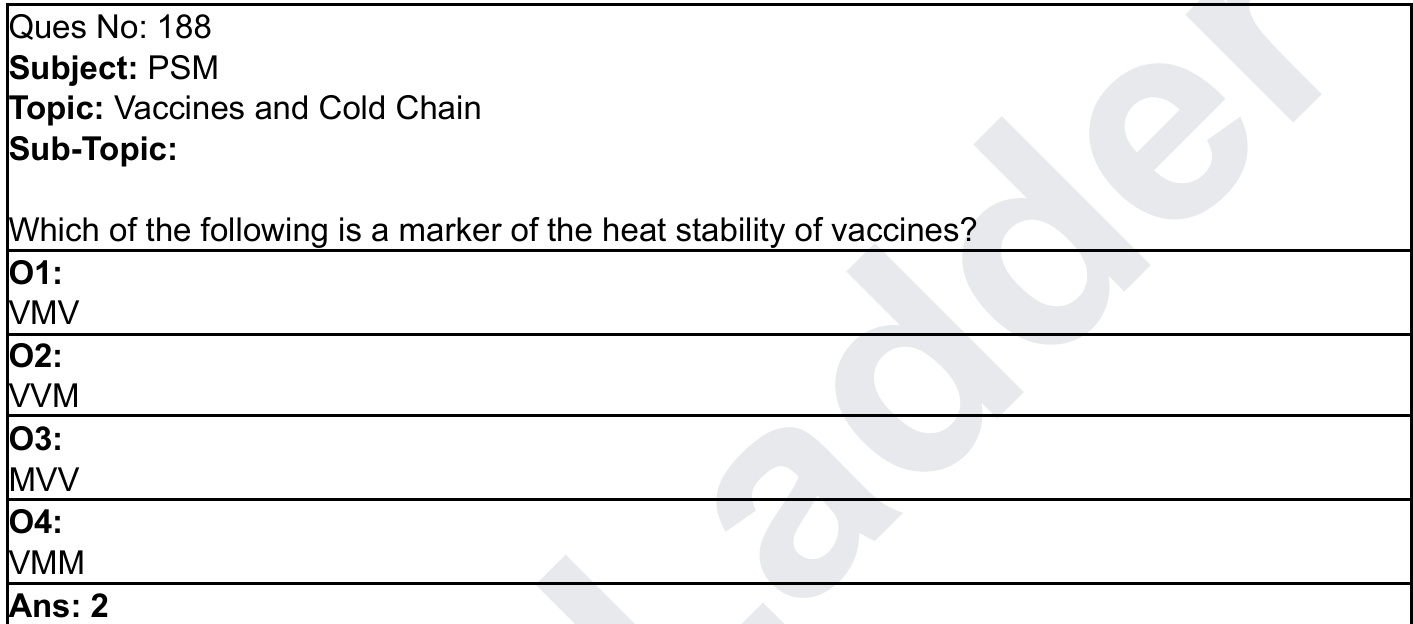 Ques No: 188
Subject: PSM
Topic: Vaccines and Cold Chain
Sub-Topic:
Which of the following is a marker of the heat stability of vaccines?
O1:
VMV
O2:
VVM
O3:
MVV
O4:
VMM
Ans: 2
Ladder